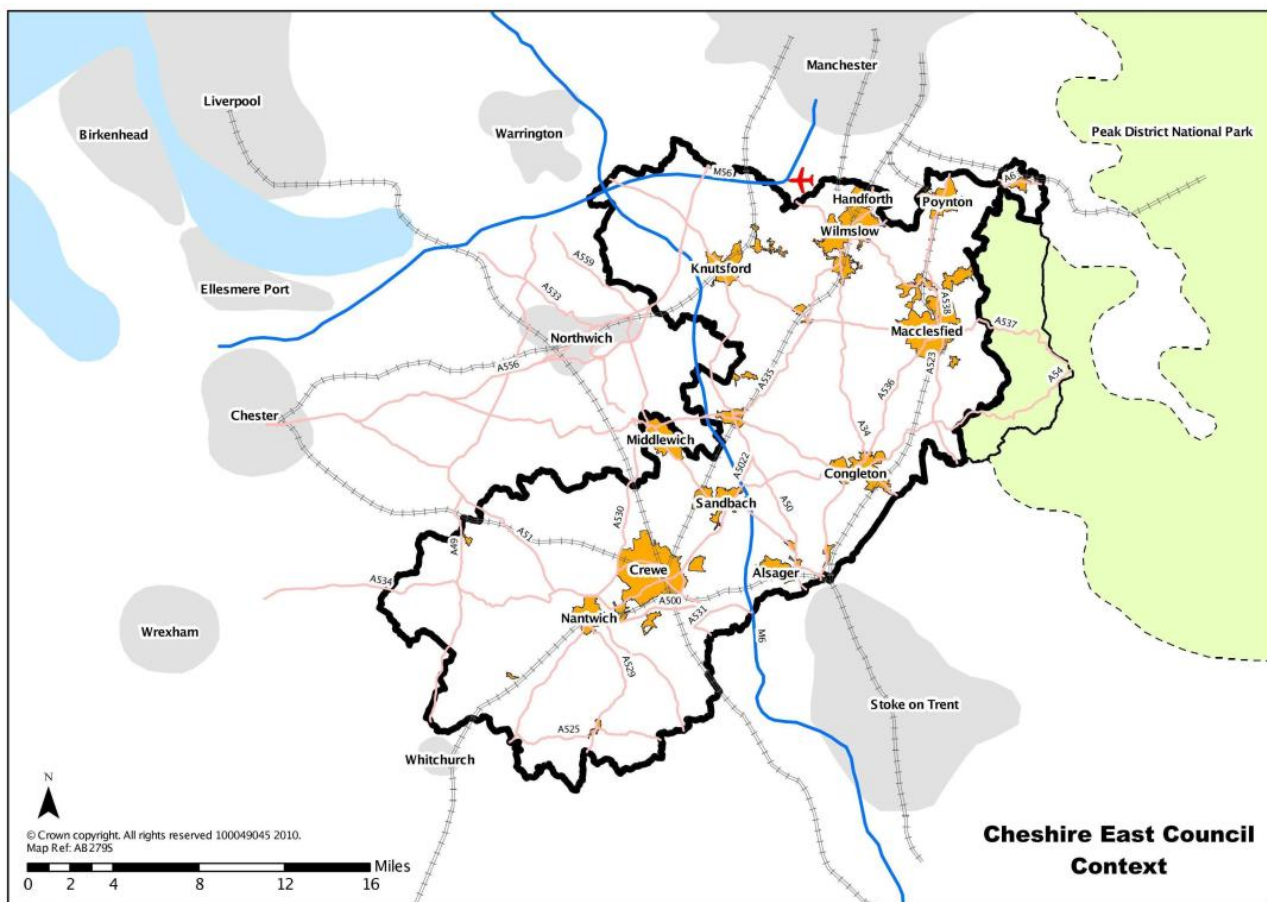 Manchester
Liverpool
Birkenhead
Warrington
Peak District National Park
M56
A6
Handforth
Poynton
Wilmslow
A559
Knutsford
Ellesmere Port
A533
A538
Northwich
Macclesfied
A537
A556
A535
A523
A536
A54
Chester
Middlewich
A34
A5022
Congleton
Sandbach
A50
A530
A51
A49
Crewe
Alsager
A534
A500
Nantwich
A531
Wrexham
M6
A529
Stoke on Trent
A525
Whitchurch
N
© Crown copyright. All rights reserved 100049045 2010.
Map Ref: AB2795
Miles
0 2 4 8 12 16
Cheshire East Council
Context